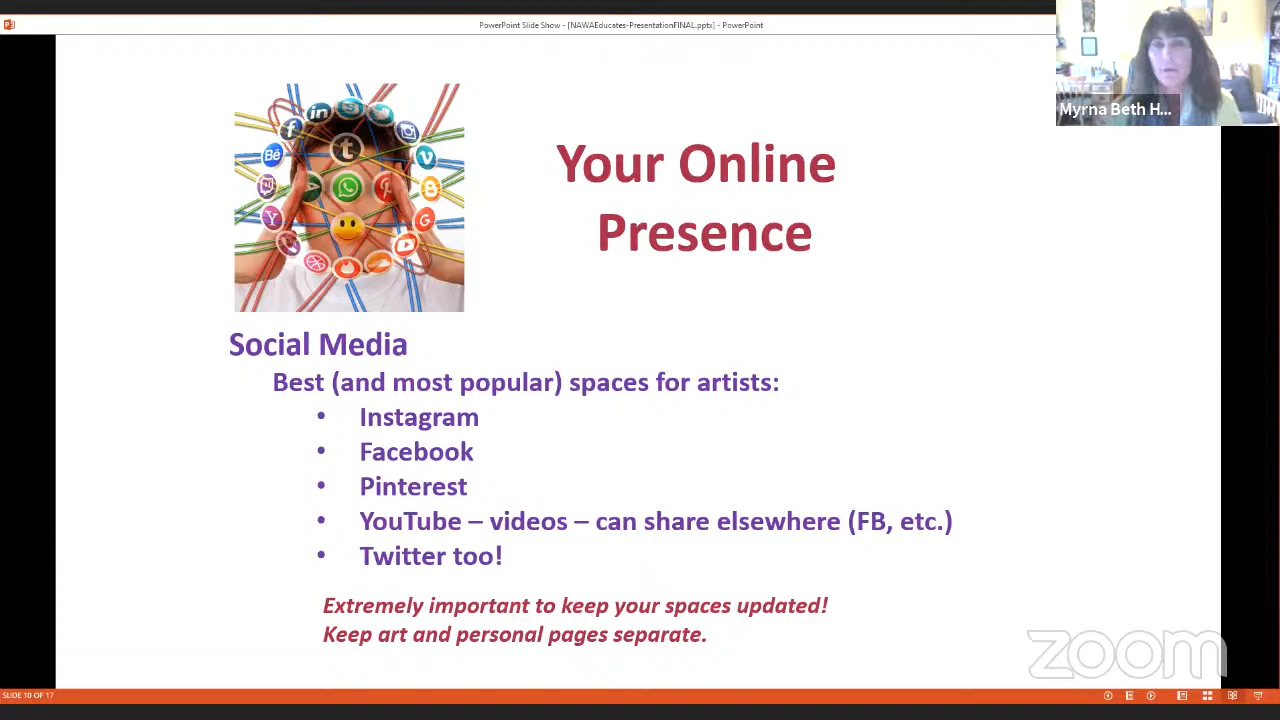 PowerPoint Slide Show - [NAWAEducates-PresentationFINAL.pptx] - PowerPoint
Myrna Beth H...
Your Online
Presence
Social Media
Best (and most popular) spaces for artists:
• Instagram
• Facebook
• Pinterest
• YouTube – videos – can share elsewhere (FB, etc.)
• Twitter too!
Extremely important to keep your spaces updated!
Keep art and personal pages separate.
zoom
SLIDE 10 OF 17